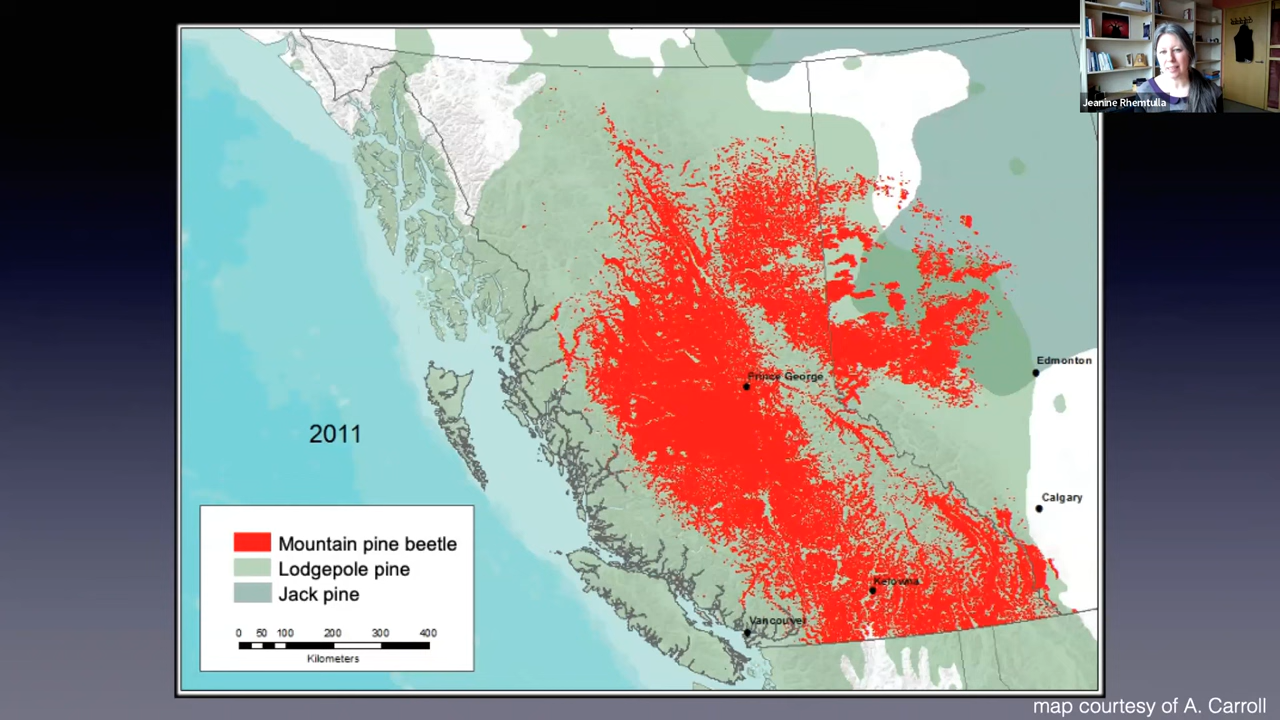 Jeanine Rhemtulla
Edmonton
Prince George
2011
Calgary
Mountain pine beetle
Lodgepole pine
Jack pine
Kelowna
Vancouver
0 50 100 200 300 400
Kilometers
map courtesy of A. Carroll